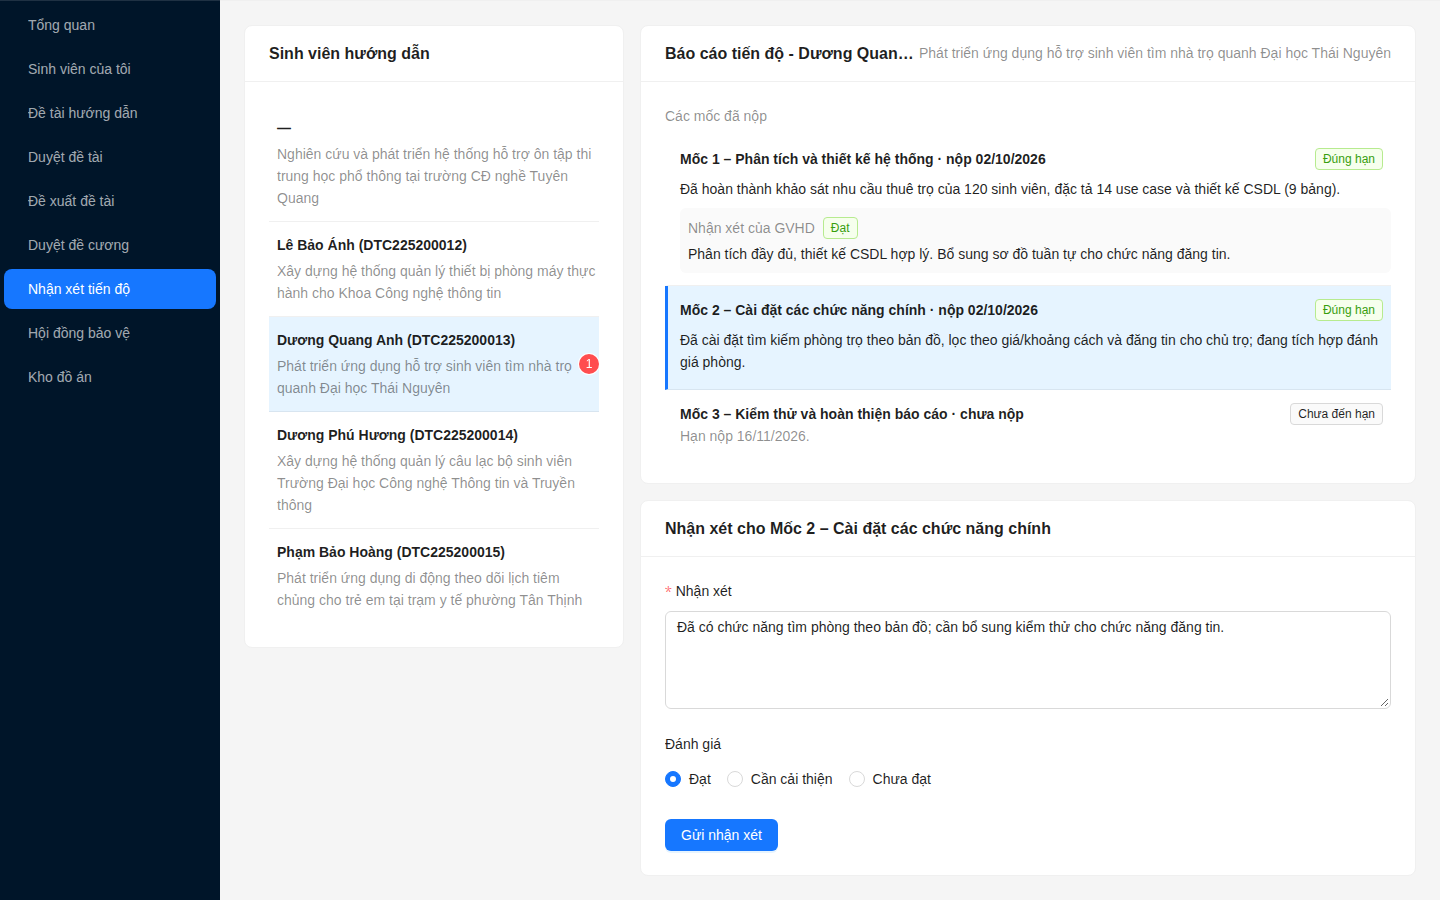 Tổng quan
Sinh viên của tôi
Đề tài hướng dẫn
Duyệt đề tài
Đề xuất đề tài
Duyệt đề cương
Nhận xét tiến độ
Hội đồng bảo vệ
Kho đồ án
Sinh viên hướng dẫn
—
Nghiên cứu và phát triển hệ thống hỗ trợ ôn tập thi
trung học phổ thông tại trường CĐ nghề Tuyên
Quang
Lê Bảo Ánh (DTC225200012)
Xây dựng hệ thống quản lý thiết bị phòng máy thực
hành cho Khoa Công nghệ thông tin
Dương Quang Anh (DTC225200013)
Phát triển ứng dụng hỗ trợ sinh viên tìm nhà trọ
quanh Đại học Thái Nguyên
1
Dương Phú Hương (DTC225200014)
Xây dựng hệ thống quản lý câu lạc bộ sinh viên
Trường Đại học Công nghệ Thông tin và Truyền
thông
Phạm Bảo Hoàng (DTC225200015)
Phát triển ứng dụng di động theo dõi lịch tiêm
chủng cho trẻ em tại trạm y tế phường Tân Thịnh
Báo cáo tiến độ - Dương Quan... Phát triển ứng dụng hỗ trợ sinh viên tìm nhà trọ quanh Đại học Thái Nguyên
Các mốc đã nộp
Mốc 1 – Phân tích và thiết kế hệ thống · nộp 02/10/2026 Đúng hạn
Đã hoàn thành khảo sát nhu cầu thuê trọ của 120 sinh viên, đặc tả 14 use case và thiết kế CSDL (9 bảng).
Nhận xét của GVHD Đạt
Phân tích đầy đủ, thiết kế CSDL hợp lý. Bổ sung sơ đồ tuần tự cho chức năng đăng tin.
Mốc 2 – Cài đặt các chức năng chính · nộp 02/10/2026 Đúng hạn
Đã cài đặt tìm kiếm phòng trọ theo bản đồ, lọc theo giá/khoảng cách và đăng tin cho chủ trọ; đang tích hợp đánh
giá phòng.
Mốc 3 – Kiểm thử và hoàn thiện báo cáo · chưa nộp Chưa đến hạn
Hạn nộp 16/11/2026.
Nhận xét cho Mốc 2 – Cài đặt các chức năng chính
* Nhận xét
Đã có chức năng tìm phòng theo bản đồ; cần bổ sung kiểm thử cho chức năng đăng tin.
Đánh giá
Đạt Cần cải thiện Chưa đạt
Gửi nhận xét